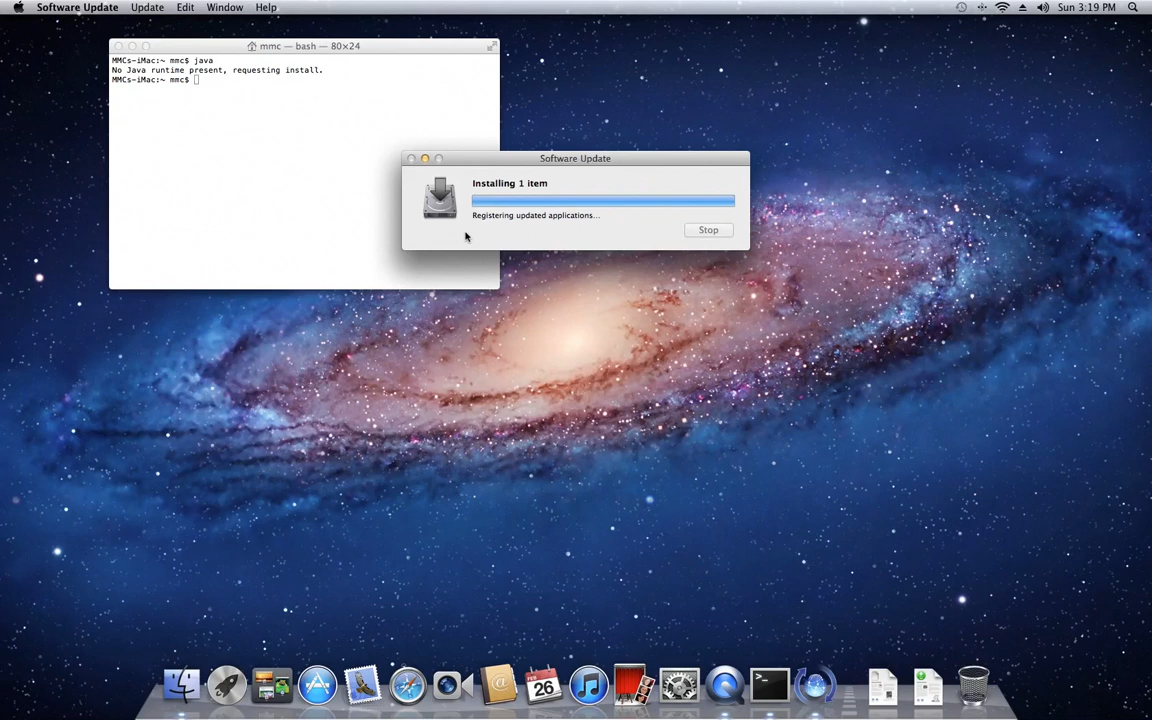 Software Update Update Edit Window Help Sun 3:19 PM
mmc — bash — 80×24
MMCs-iMac:~ mmc$ java
No Java runtime present, requesting install.
MMCs-iMac:~ mmc$
Software Update
Installing 1 item
Registering updated applications...
Stop
FEB
26